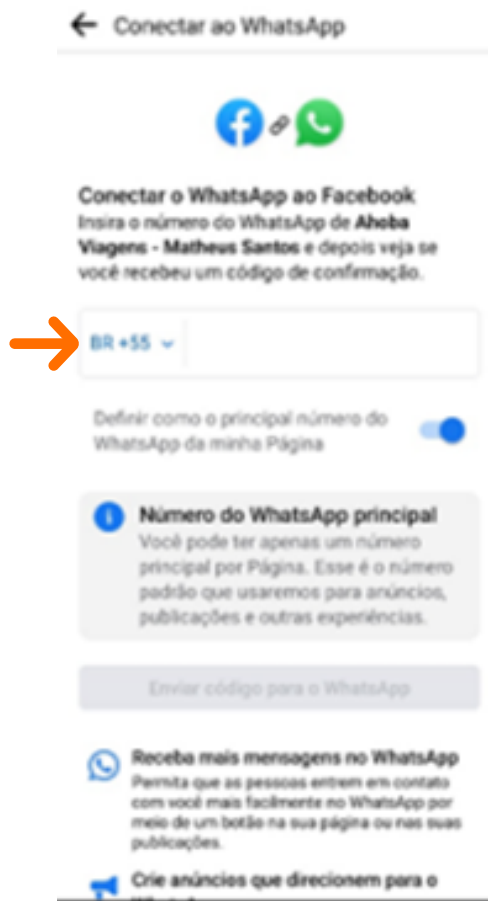 Conectar ao WhatsApp
Conectar o WhatsApp ao Facebook
Insira o número do WhatsApp de Ahoba
Viagens - Matheus Santos e depois veja se
você recebeu um código de confirmação.
BR +55
Definir como o principal número do
WhatsApp da minha Página
Número do WhatsApp principal
Você pode ter apenas um número
principal por Página. Esse é o número
padrão que usaremos para anúncios,
publicações e outras experiências.
Enviar código para o WhatsApp
Receba mais mensagens no WhatsApp
Permita que as pessoas entrem em contato
com você mais facilmente no WhatsApp por
meio de um botão na sua página ou nas suas
publicações.
Crie anúncios que direcionem para o